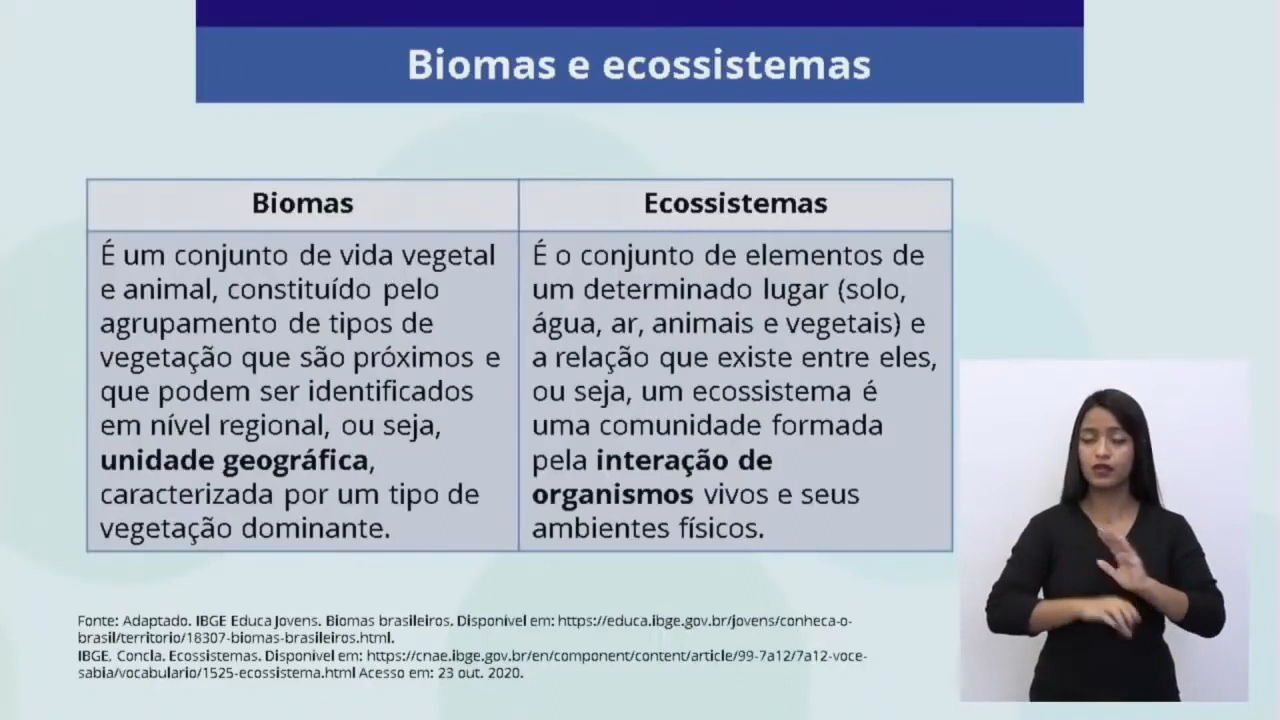 Biomas e ecossistemas
Biomas
É um conjunto de vida vegetal
e animal, constituído pelo
agrupamento de tipos de
vegetação que são próximos e
que podem ser identificados
em nível regional, ou seja,
unidade geográfica,
caracterizada por um tipo de
vegetação dominante.
Ecossistemas
É o conjunto de elementos de
um determinado lugar (solo,
água, ar, animais e vegetais) e
a relação que existe entre eles,
ou seja, um ecossistema é
uma comunidade formada
pela interação de
organismos vivos e seus
ambientes físicos.
Fonte: Adaptado. IBGE Educa Jovens. Biomas brasileiros. Disponível em: https://educa.ibge.gov.br/jovens/conheca-o-
brasil/territorio/18307-biomas-brasileiros.html.
IBGE. Concla. Ecossistemas. Disponível em: https://cnae.ibge.gov.br/en/component/content/article/99-7a12/7a12-voce-
sabia/vocabulario/1525-ecossistema.html Acesso em: 23 out. 2020.